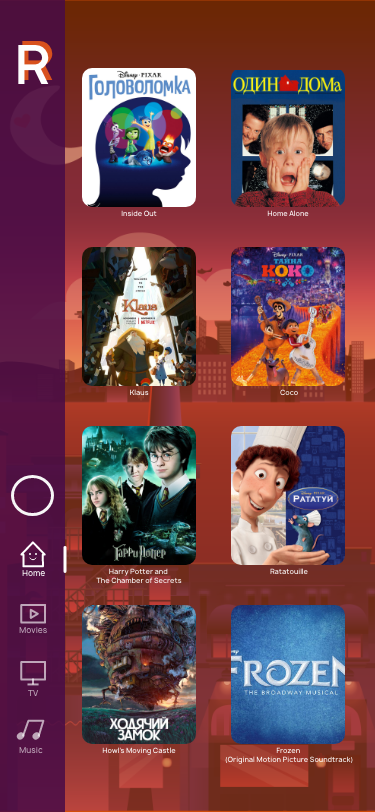 R
Disney · PIXAR
ГОЛОВОЛОМКА
Inside Out
ОДИН ДОМа
Home Alone
Klaus
NETFLIX
Klaus
Disney PIXAR
ТАЙНА
КОКО
Coco
Гарри Поттер
Harry Potter and
The Chamber of Secrets
РАТАТУЙ
Ratatouille
ХОДЯЧИЙ
ЗАМОК
Howl's Moving Castle
FROZEN
THE BROADWAY MUSICAL
Frozen
(Original Motion Picture Soundtrack)
Home
Movies
TV
Music